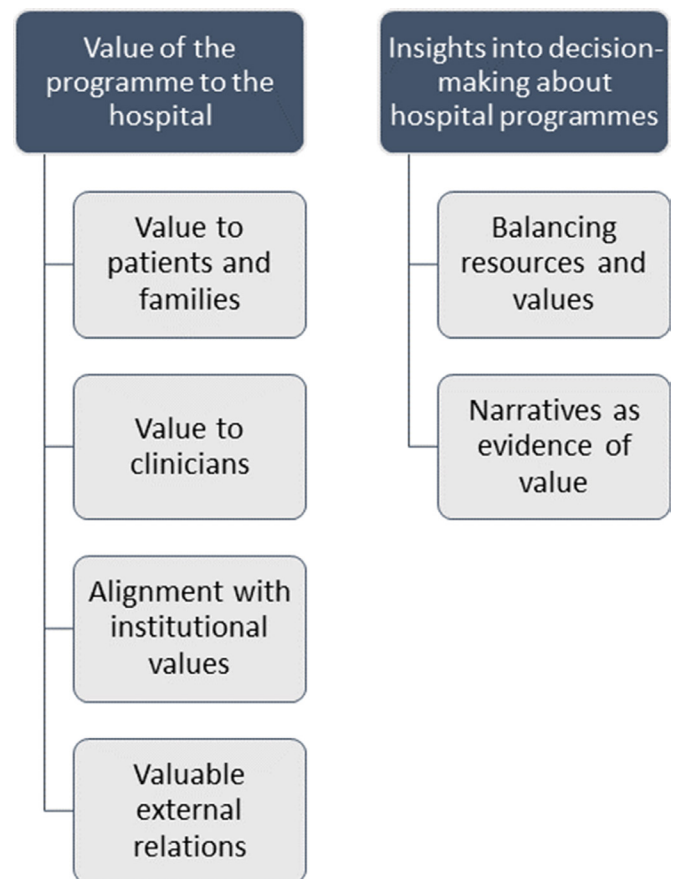 Value of the
programme to the
hospital
Value to
patients and
families
Value to
clinicians
Alignment with
institutional
values
Valuable
external
relations
Insights into decision-
making about
hospital programmes
Balancing
resources and
values
Narratives as
evidence of
value